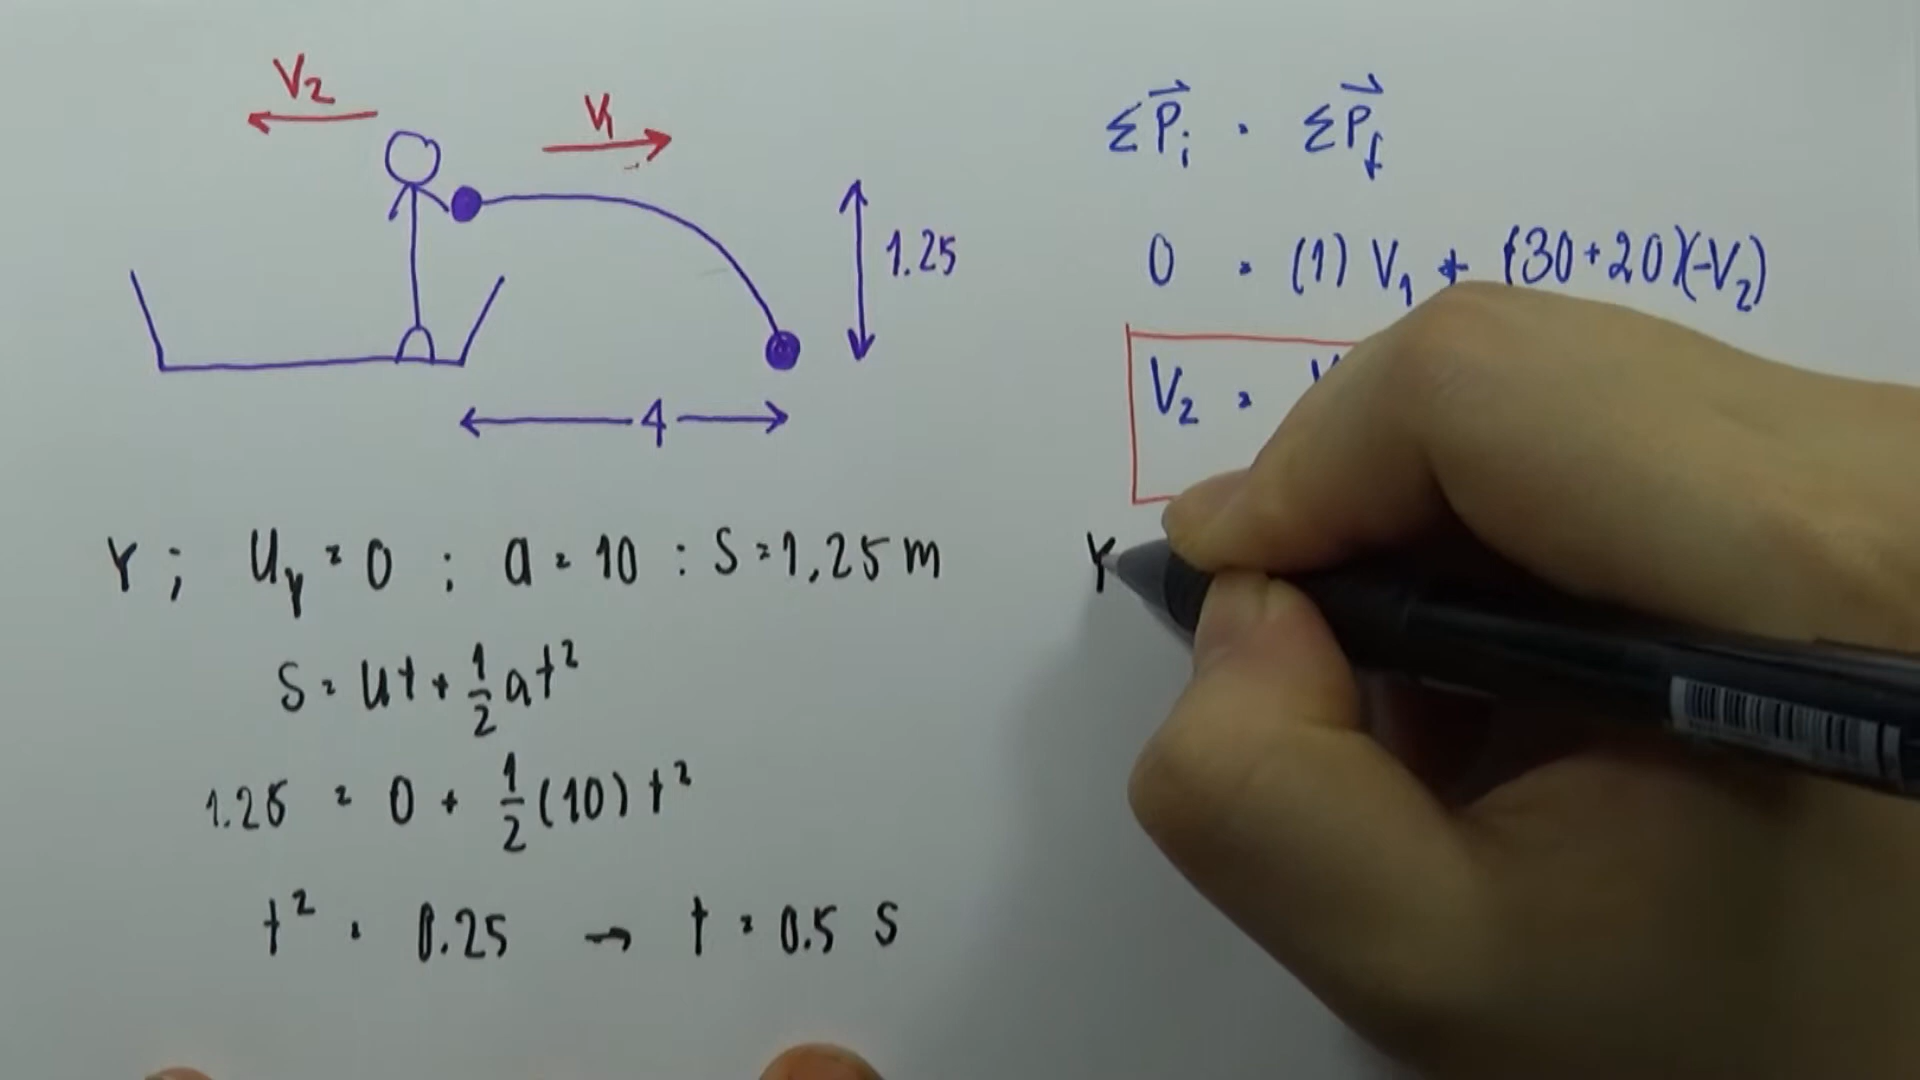 V₂
V₁
1.25
4
Y ; Uᵧ = 0 ; a = 10 : S = 1,25 m
S = Ut + 1/2 at²
1.25 = 0 + 1/2 (10) t²
t² = 0.25 → t = 0.5 s
ΣP⃗i = ΣP⃗f
0 = (1) V₁ + (30+20)(-V₂)
V₂ =